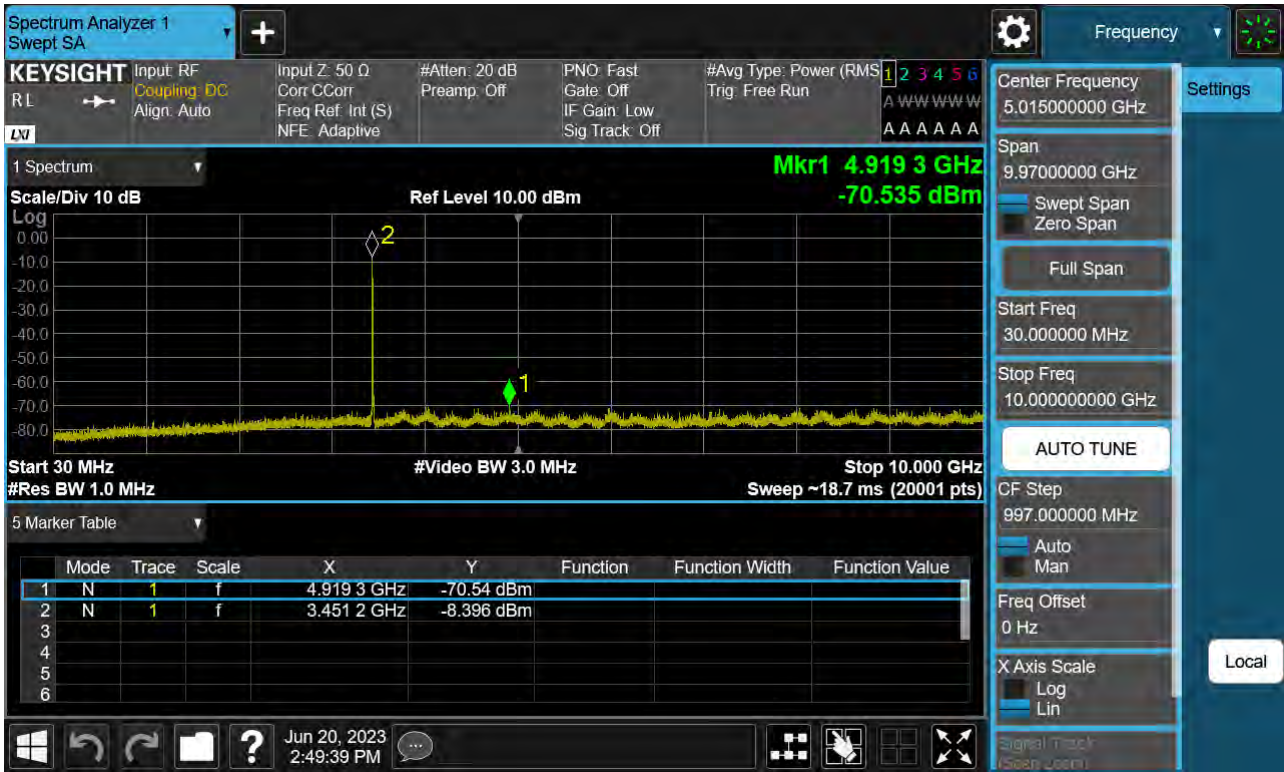 Spectrum Analyzer 1
Swept SA
+
Frequency
KEYSIGHT
RL
LXI
Input: RF
Coupling: DC
Align: Auto
Input Z: 50 Ω
Corr CCorr
Freq Ref: Int (S)
NFE: Adaptive
#Atten: 20 dB
Preamp: Off
PNO: Fast
Gate: Off
IF Gain: Low
Sig Track: Off
#Avg Type: Power (RMS
Trig: Free Run
1 2 3 4 5 6
A W W W W W
A A A A A A
1 Spectrum
Mkr1 4.919 3 GHz
Scale/Div 10 dB
Ref Level 10.00 dBm
-70.535 dBm
Log
0.00
-10.0
-20.0
-30.0
-40.0
-50.0
-60.0
-70.0
-80.0
2
1
Start 30 MHz
#Video BW 3.0 MHz
Stop 10.000 GHz
#Res BW 1.0 MHz
Sweep ~18.7 ms (20001 pts)
5 Marker Table
Mode Trace Scale X Y Function Function Width Function Value
1 N 1 f 4.919 3 GHz -70.54 dBm
2 N 1 f 3.451 2 GHz -8.396 dBm
3
4
5
6
Jun 20, 2023
2:49:39 PM
Center Frequency
5.015000000 GHz
Span
9.97000000 GHz
Swept Span
Zero Span
Full Span
Start Freq
30.000000 MHz
Stop Freq
10.000000000 GHz
AUTO TUNE
CF Step
997.000000 MHz
Auto
Man
Freq Offset
0 Hz
X Axis Scale
Log
Lin
Signal Track
(Span Zoom)
Settings
Local